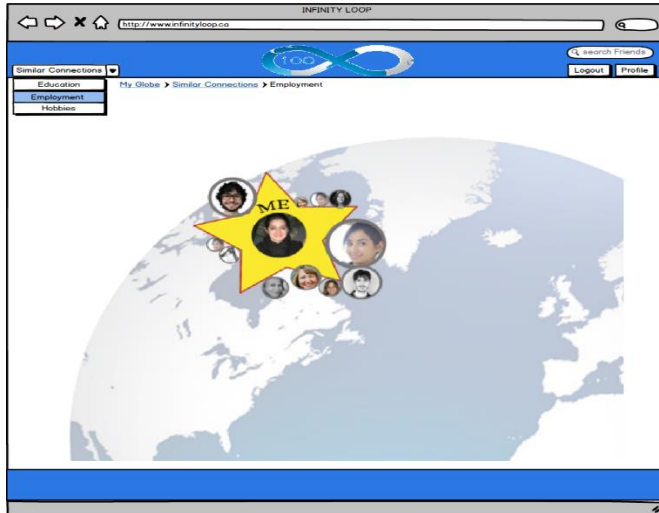 INFINITY LOOP
http://www.infinityloop.ca
100
search Friends
Similar Connections
Logout
Profile
Education
Employment
Hobbies
My Globe > Similar Connections > Employment
ME